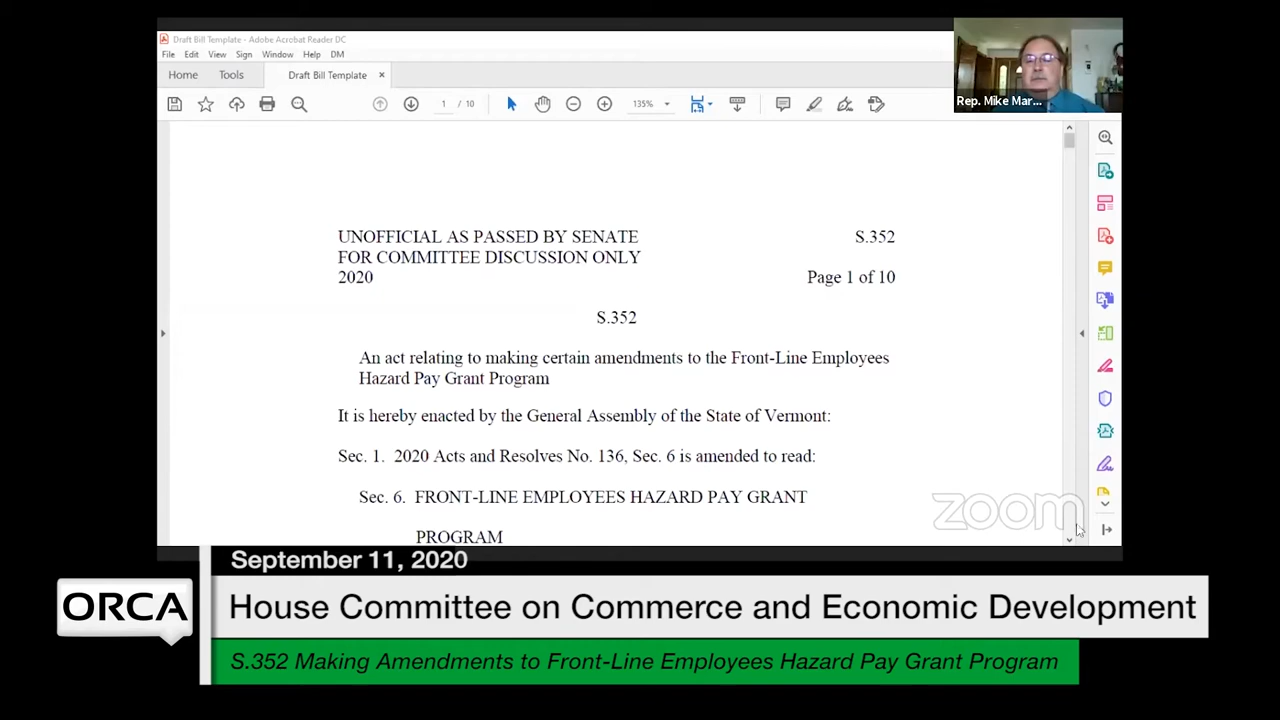 Draft Bill Template - Adobe Acrobat Reader DC
File Edit View Sign Window Help DM
Home Tools Draft Bill Template ×
1 / 10 135%
Rep. Mike Mar...
UNOFFICIAL AS PASSED BY SENATE S.352
FOR COMMITTEE DISCUSSION ONLY
2020 Page 1 of 10
S.352
An act relating to making certain amendments to the Front-Line Employees
Hazard Pay Grant Program
It is hereby enacted by the General Assembly of the State of Vermont:
Sec. 1. 2020 Acts and Resolves No. 136, Sec. 6 is amended to read:
Sec. 6. FRONT-LINE EMPLOYEES HAZARD PAY GRANT
PROGRAM
zoom
September 11, 2020
ORCA
House Committee on Commerce and Economic Development
S.352 Making Amendments to Front-Line Employees Hazard Pay Grant Program